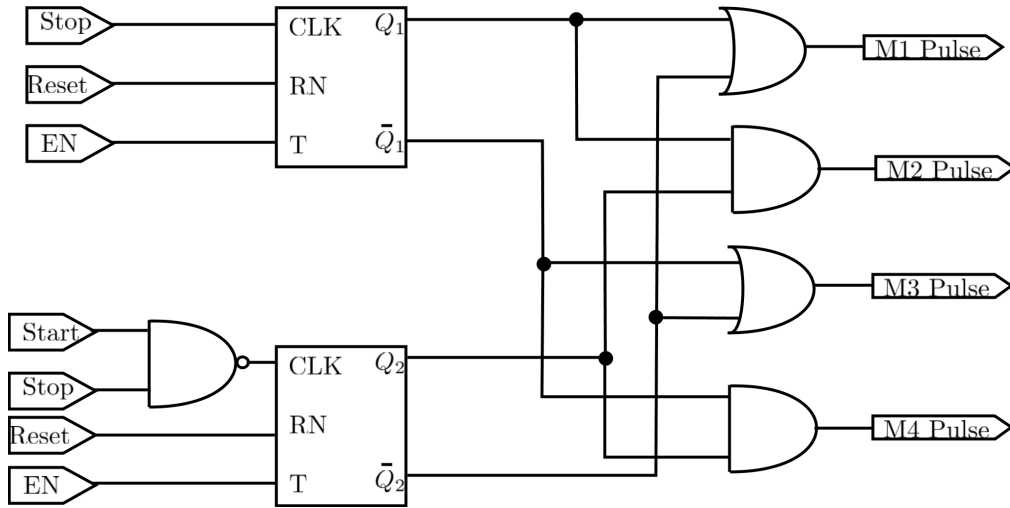 Stop
CLK
Q₁
M1 Pulse
Reset
RN
EN
T
Q̄₁
M2 Pulse
M3 Pulse
Start
CLK
Q₂
Stop
Reset
RN
M4 Pulse
EN
T
Q̄₂